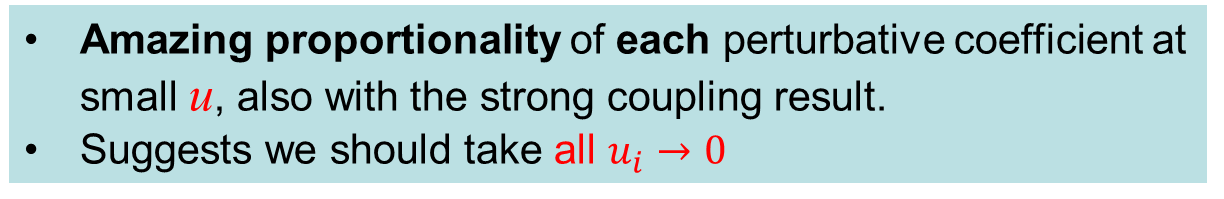 • Amazing proportionality of each perturbative coefficient at
small u, also with the strong coupling result.
• Suggests we should take all uᵢ → 0